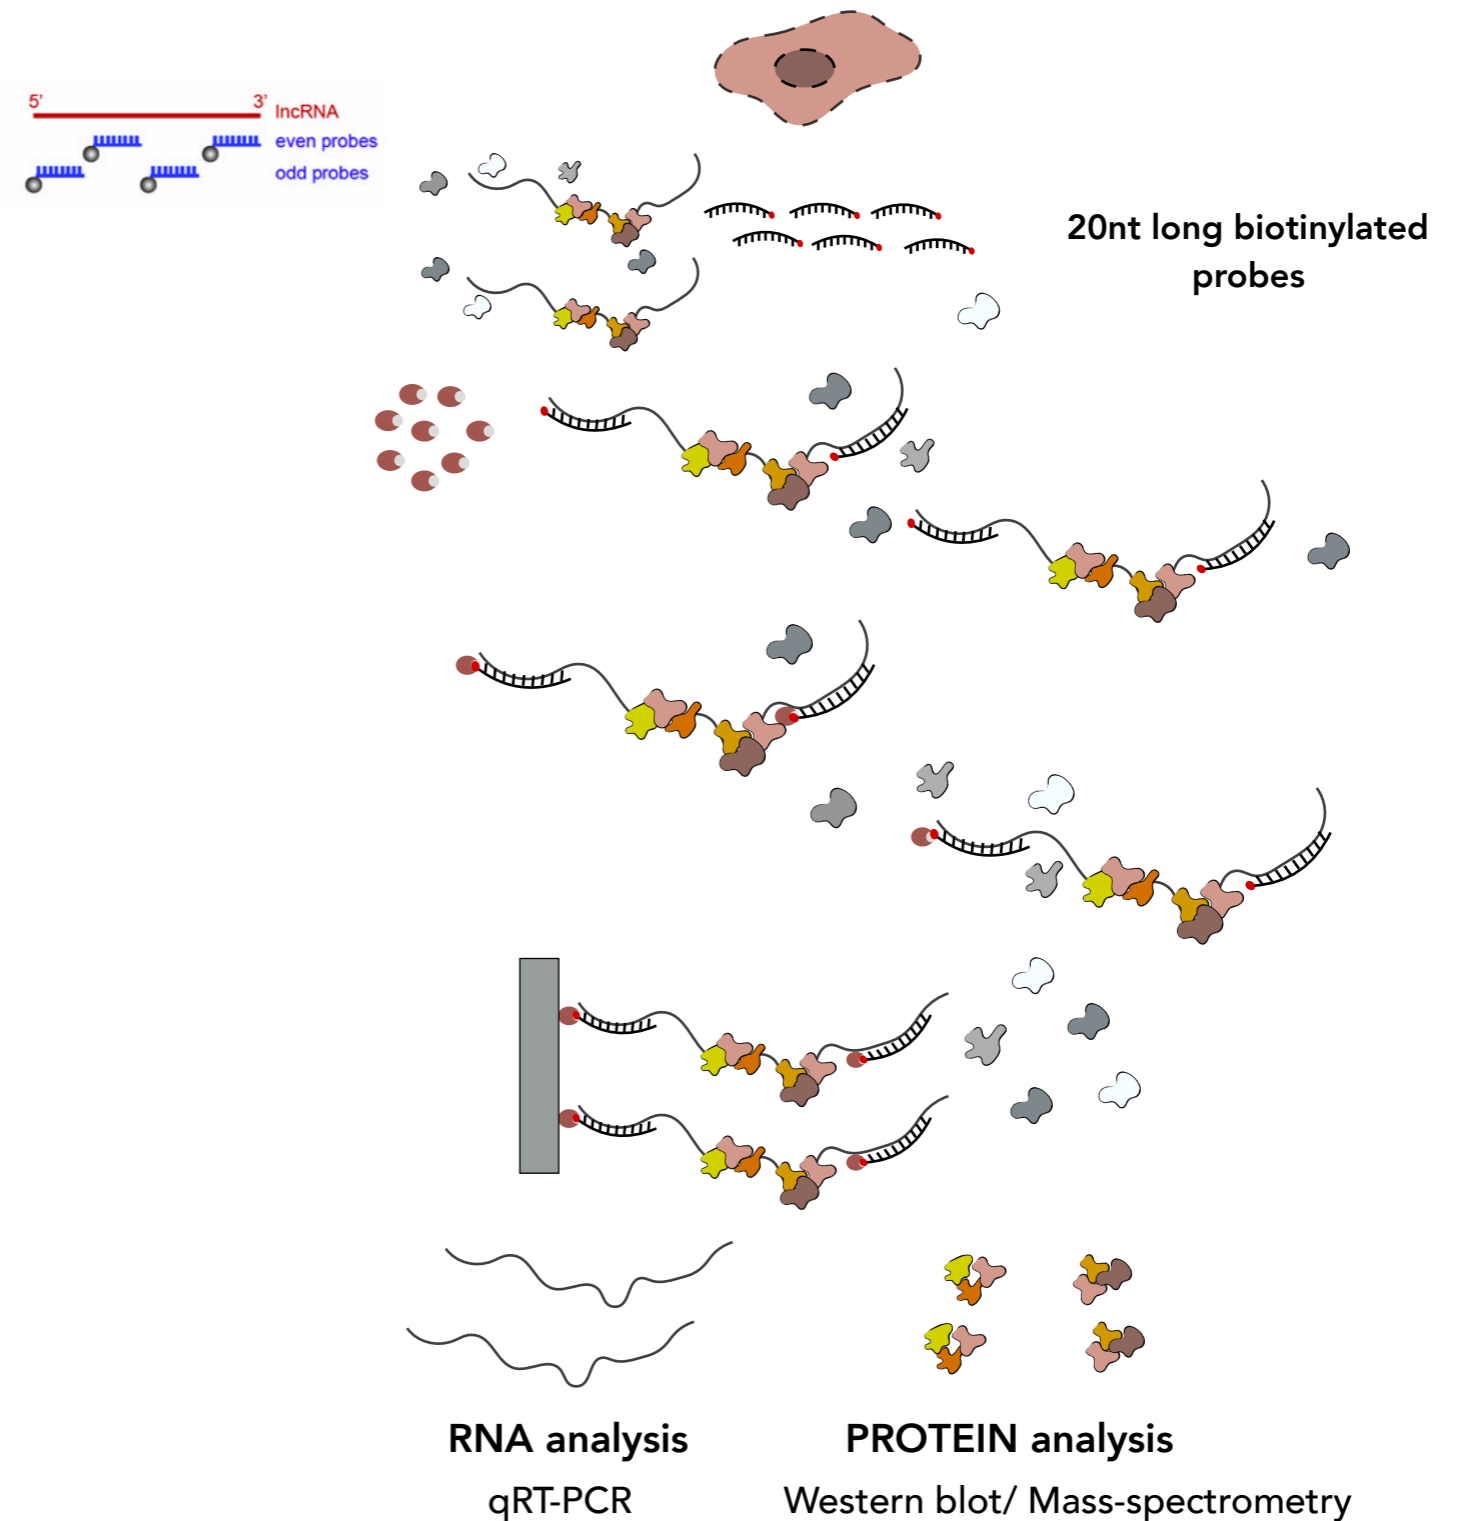 5' 3' lncRNA
even probes
odd probes
20nt long biotinylated
probes
RNA analysis
qRT-PCR
PROTEIN analysis
Western blot/ Mass-spectrometry